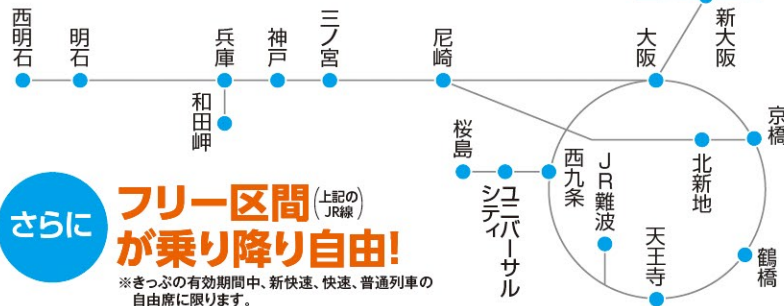 西明石
明石
兵庫
神戸
三ノ宮
尼崎
大阪
新大阪
和田岬
桜島
ユニバーサル
シティ
西九条
JR難波
北新地
京橋
天王寺
鶴橋
さらに
フリー区間(上記の
JR線)
が乗り降り自由!
※きっぷの有効期間中、新快速、快速、普通列車の
自由席に限ります。